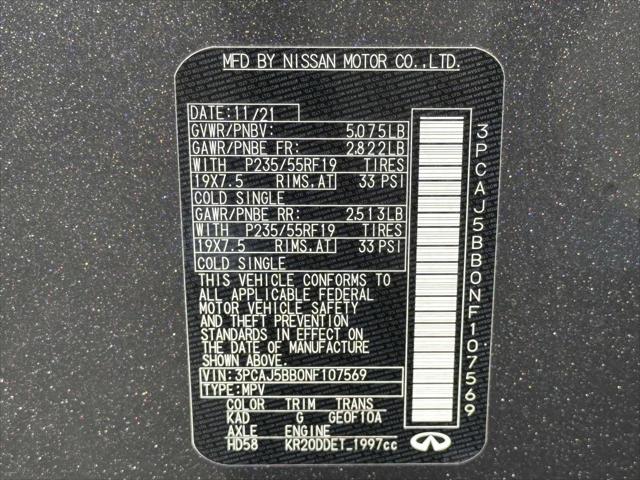 MFD BY NISSAN MOTOR CO.,LTD.
DATE:11/21
GVWR/PNBV: 5,075LB
GAWR/PNBE FR: 2,822LB
WITH P235/55RF19 TIRES
19X7.5 RIMS,AT 33 PSI
COLD SINGLE
GAWR/PNBE RR: 2,513LB
WITH P235/55RF19 TIRES
19X7.5 RIMS,AT 33 PSI
COLD SINGLE
THIS VEHICLE CONFORMS TO
ALL APPLICABLE FEDERAL
MOTOR VEHICLE SAFETY
AND THEFT PREVENTION
STANDARDS IN EFFECT ON
THE DATE OF MANUFACTURE
SHOWN ABOVE.
VIN:3PCAJ5BB0NF107569
TYPE:MPV
COLOR TRIM TRANS
KAD G GE0F10A
AXLE ENGINE
HD58 KR20DDET_1997cc
3PCAJ5BB0NF107569